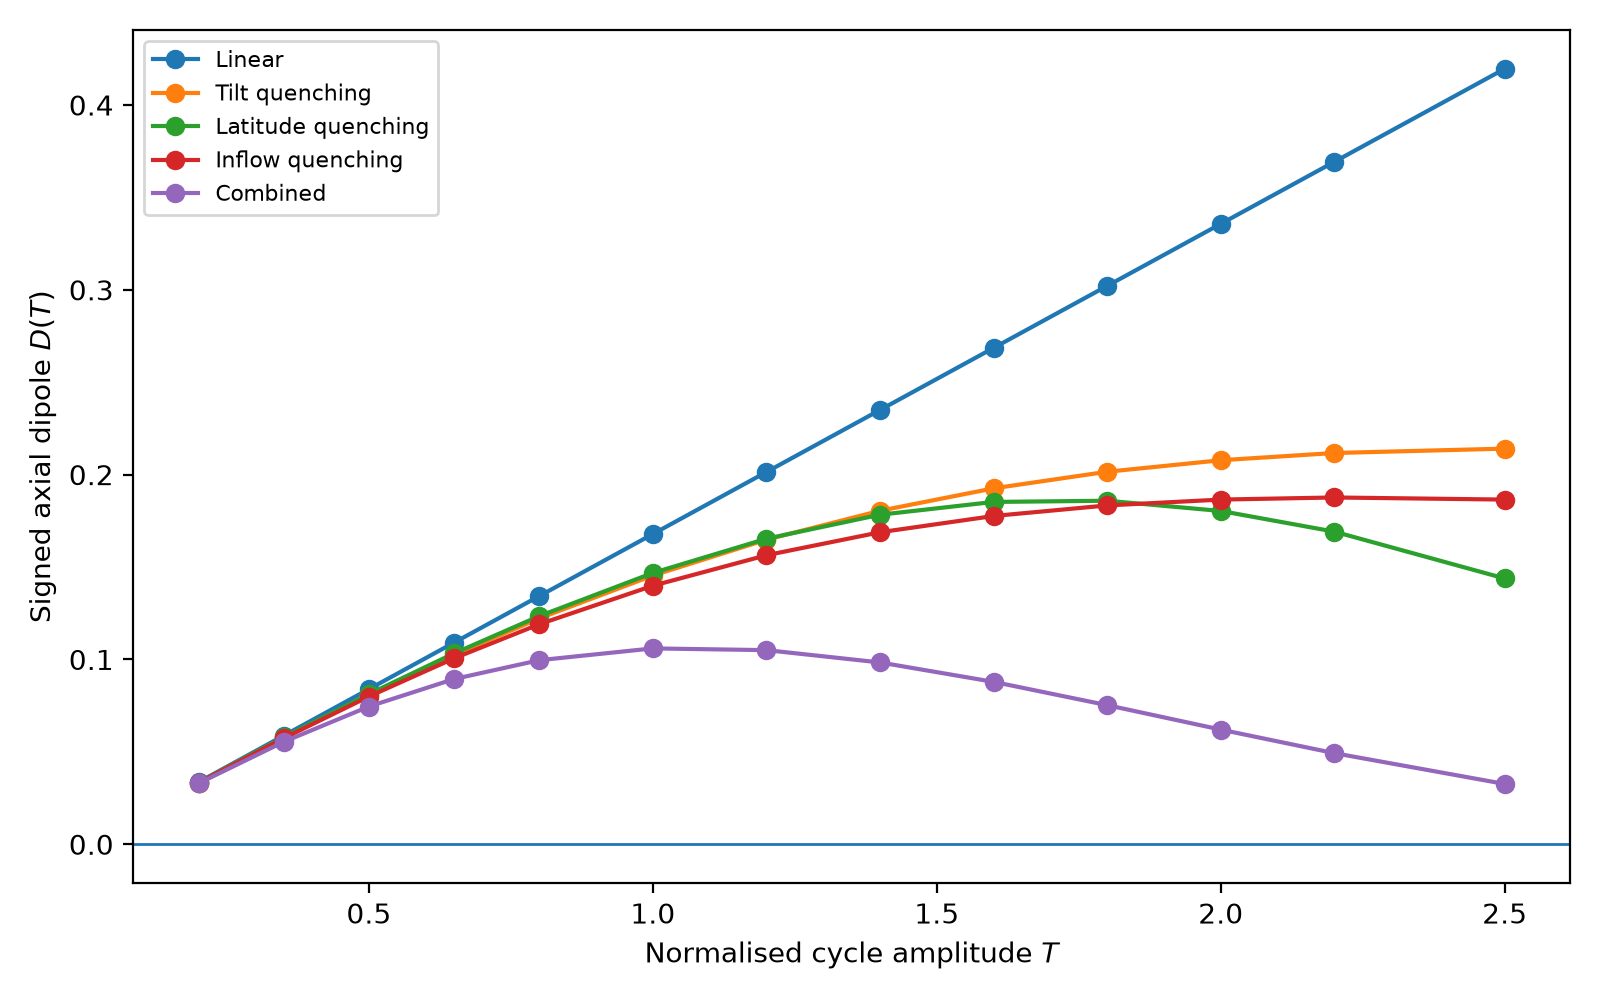 Linear
Tilt quenching
Latitude quenching
Inflow quenching
Combined
Signed axial dipole D(T)
0.4
0.3
0.2
0.1
0.0
0.5 1.0 1.5 2.0 2.5
Normalised cycle amplitude T